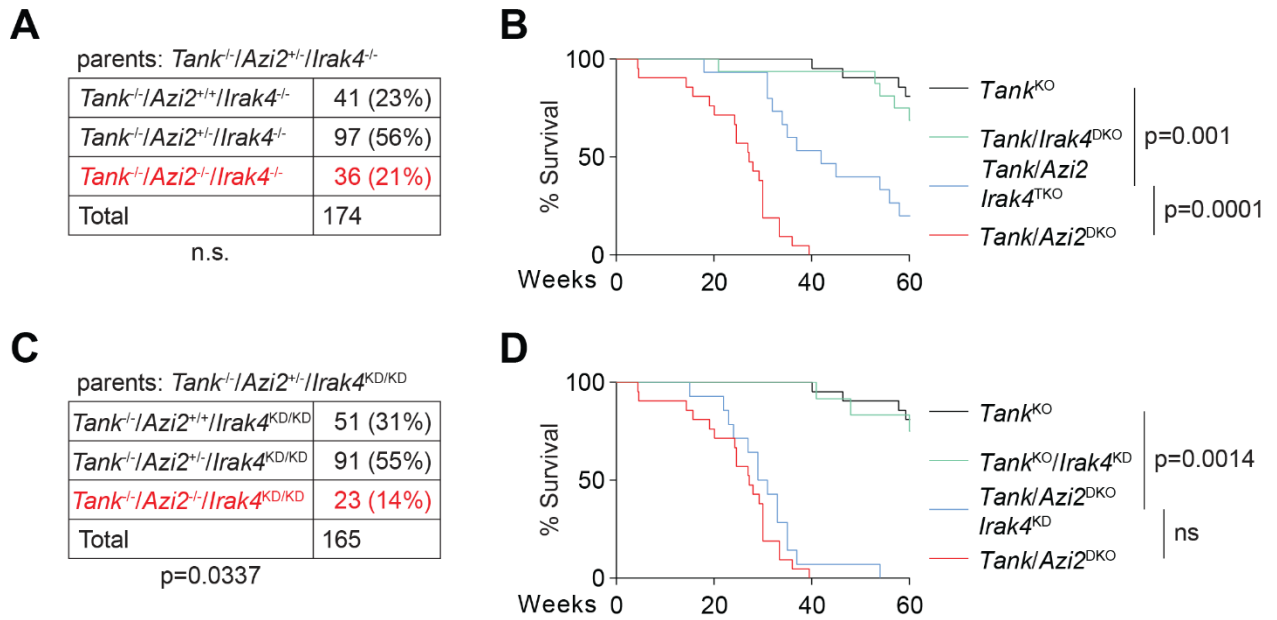 A
parents: Tank-/-/Azi2+/-/Irak4-/-
Tank-/-/Azi2+/+/Irak4-/- 41 (23%)
Tank-/-/Azi2+/-/Irak4-/- 97 (56%)
Tank-/-/Azi2-/-/Irak4-/- 36 (21%)
Total 174
n.s.
B
% Survival
100
50
0
Weeks 0 20 40 60
TankKO
Tank/Irak4DKO
Tank/Azi2
Irak4TKO
Tank/Azi2DKO
p=0.001
p=0.0001
C
parents: Tank-/-/Azi2+/-/Irak4KD/KD
Tank-/-/Azi2+/+/Irak4KD/KD 51 (31%)
Tank-/-/Azi2+/-/Irak4KD/KD 91 (55%)
Tank-/-/Azi2-/-/Irak4KD/KD 23 (14%)
Total 165
p=0.0337
D
% Survival
100
50
0
Weeks 0 20 40 60
TankKO
TankKO/Irak4KD
Tank/Azi2DKO
Irak4KD
Tank/Azi2DKO
p=0.0014
ns